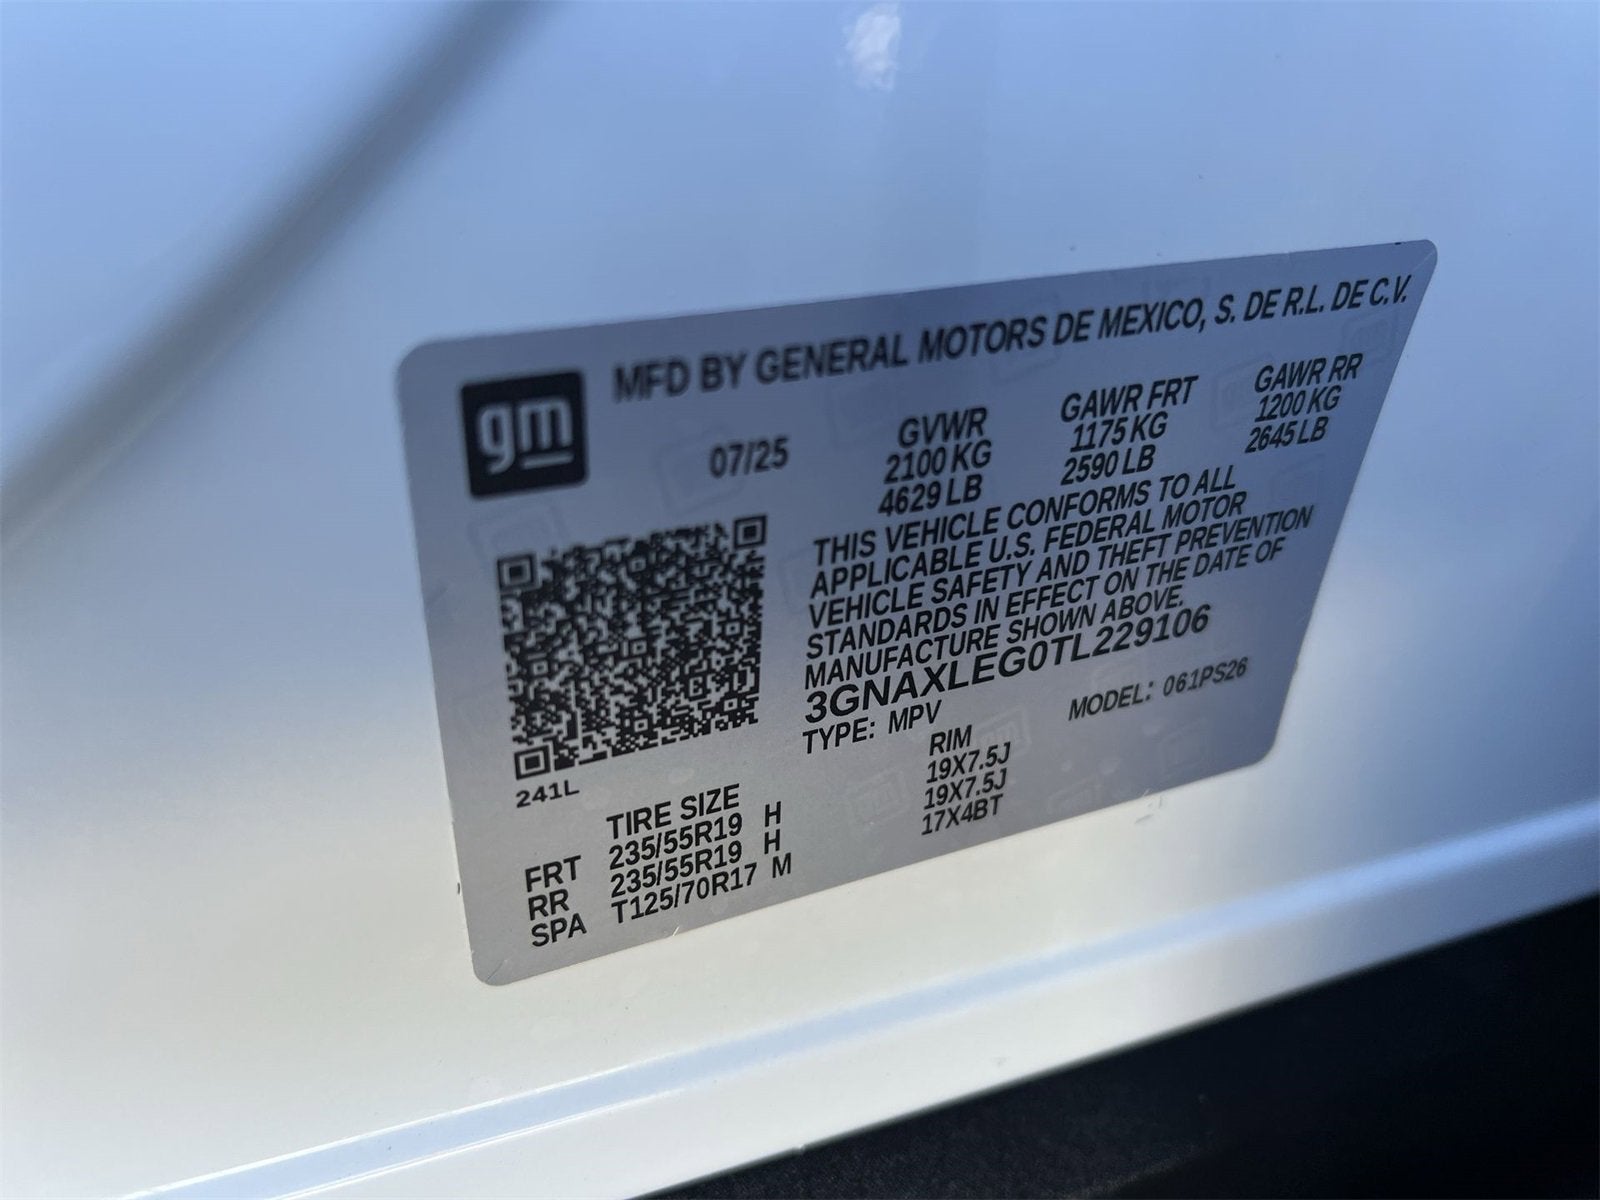 gm
MFD BY GENERAL MOTORS DE MEXICO, S. DE R.L. DE C.V.
07/25
GVWR
2100 KG
4629 LB
GAWR FRT
1175 KG
2590 LB
GAWR RR
1200 KG
2645 LB
THIS VEHICLE CONFORMS TO ALL
APPLICABLE U.S. FEDERAL MOTOR
VEHICLE SAFETY AND THEFT PREVENTION
STANDARDS IN EFFECT ON THE DATE OF
MANUFACTURE SHOWN ABOVE.
3GNAXLEG0TL229106
TYPE: MPV
MODEL: 061PS26
241L
TIRE SIZE RIM
FRT 235/55R19 H 19X7.5J
RR 235/55R19 H 19X7.5J
SPA T125/70R17 M 17X4BT